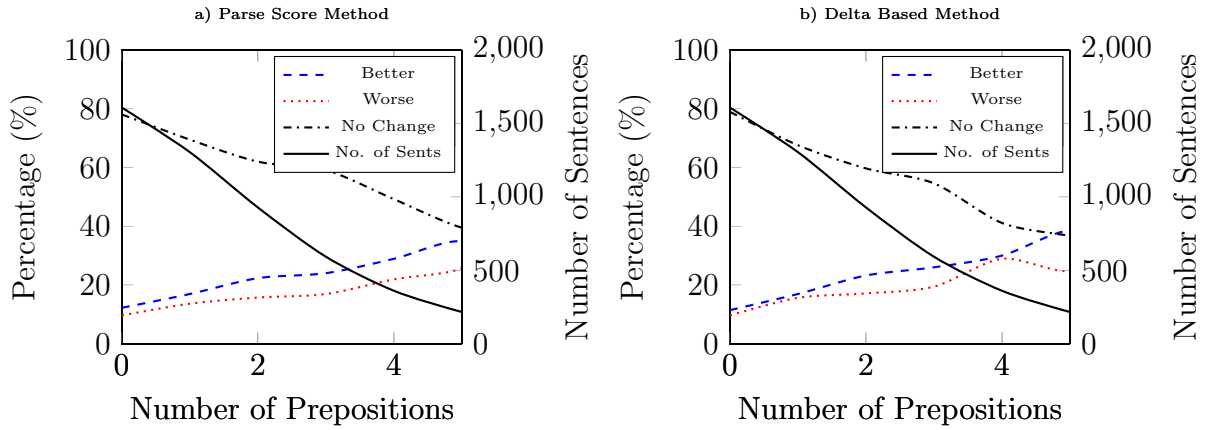 a) Parse Score Method
100
80
60
40
20
0
Percentage (%)
2,000
1,500
1,000
500
0
Number of Sentences
Better
Worse
No Change
No. of Sents
0 2 4
Number of Prepositions
b) Delta Based Method
100
80
60
40
20
0
Percentage (%)
2,000
1,500
1,000
500
0
Number of Sentences
Better
Worse
No Change
No. of Sents
0 2 4
Number of Prepositions